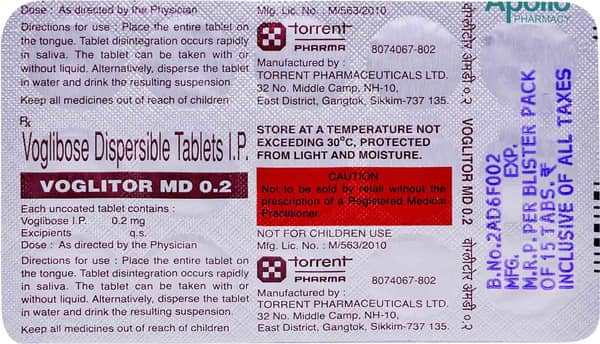 Dose : As directed by the Physician
Directions for use : Place the entire tablet on
the tongue. Tablet disintegration occurs rapidly
in saliva. The tablet can be taken with or
without liquid. Alternatively, disperse the tablet
in water and drink the resulting suspension.
Keep all medicines out of reach of children
Rx
Voglibose Dispersible Tablets I.P.
VOGLITOR MD 0.2
Each uncoated tablet contains :
Voglibose I.P. 0.2 mg
Excipients q.s.
Dose : As directed by the Physician
Directions for use : Place the entire tablet on
the tongue. Tablet disintegration occurs rapidly
in saliva. The tablet can be taken with or
without liquid. Alternatively, disperse the tablet
in water and drink the resulting suspension.
Keep all medicines out of reach of children
Mfg. Lic. No. : M/563/2010
torrent
PHARMA
8074067-802
Manufactured by :
TORRENT PHARMACEUTICALS LTD.
32 No. Middle Camp, NH-10,
East District, Gangtok, Sikkim-737 135.
STORE AT A TEMPERATURE NOT
EXCEEDING 30°C, PROTECTED
FROM LIGHT AND MOISTURE.
CAUTION
Not to be sold by retail without the
prescription of a Registered Medical
Practitioner.
NOT FOR CHILDREN USE
Mfg. Lic. No. : M/563/2010
torrent
PHARMA
8074067-802
Manufactured by :
TORRENT PHARMACEUTICALS LTD.
32 No. Middle Camp, NH-10,
East District, Gangtok, Sikkim-737 135.
VOGLITOR MD 0.2
Apollo
PHARMACY
B.No.2AD6F002
MFG. EXP.
M.R.P. PER BLISTER PACK
OF 15 TABS. ₹
INCLUSIVE OF ALL TAXES